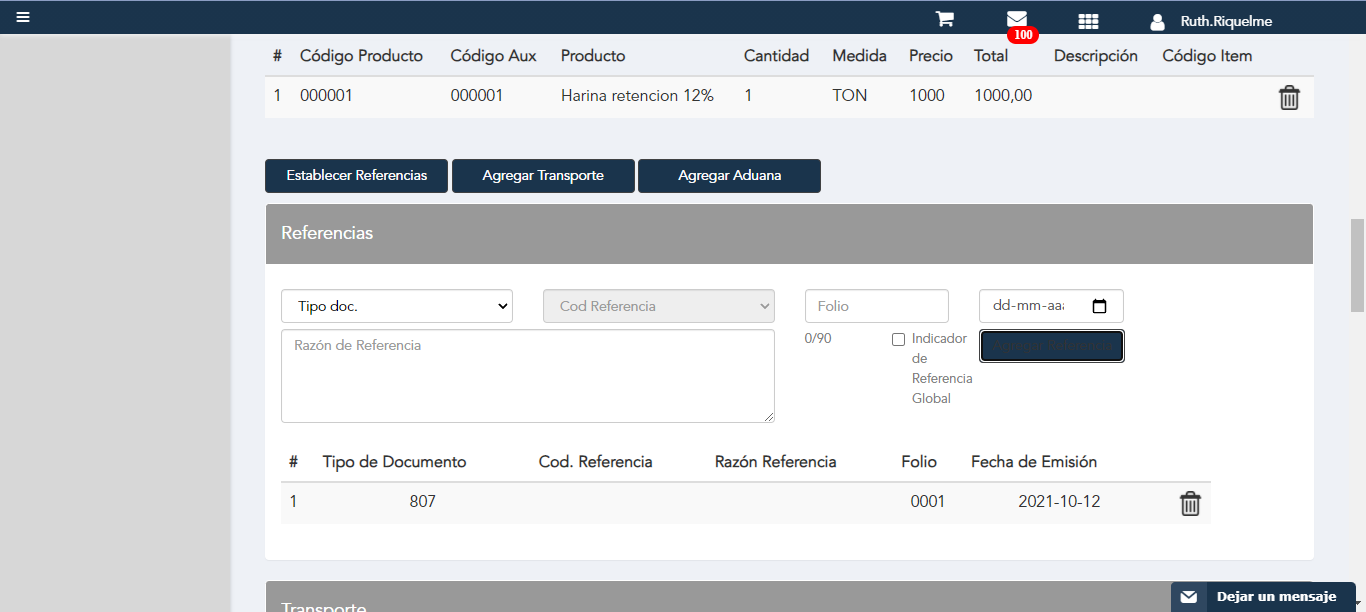 Ruth.Riquelme
100
# Código Producto Código Aux Producto Cantidad Medida Precio Total Descripción Código Item
1 000001 000001 Harina retencion 12% 1 TON 1000 1000,00
Establecer Referencias Agregar Transporte Agregar Aduana
Referencias
Tipo doc. Cod Referencia Folio dd-mm-aaa
Razón de Referencia 0/90 Indicador Agregar Referencia
de
Referencia
Global
# Tipo de Documento Cod. Referencia Razón Referencia Folio Fecha de Emisión
1 807 0001 2021-10-12
Transporte
Dejar un mensaje